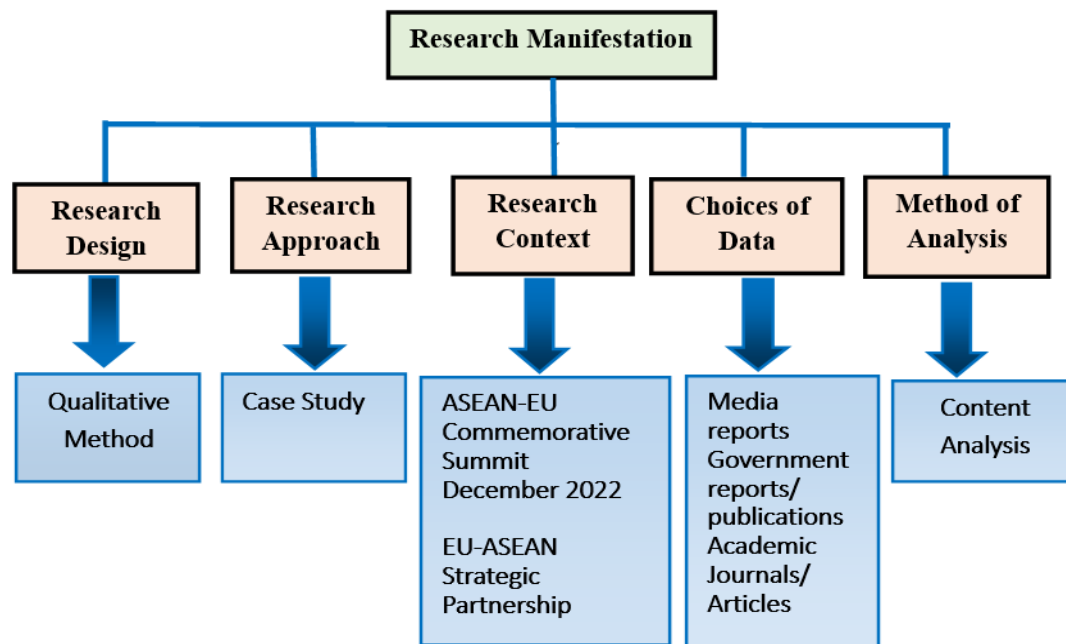 Research Manifestation
Research
Design
Research
Approach
Research
Context
Choices of
Data
Method of
Analysis
Qualitative
Method
Case Study
ASEAN-EU
Commemorative
Summit
December 2022
EU-ASEAN
Strategic
Partnership
Media
reports
Government
reports/
publications
Academic
Journals/
Articles
Content
Analysis